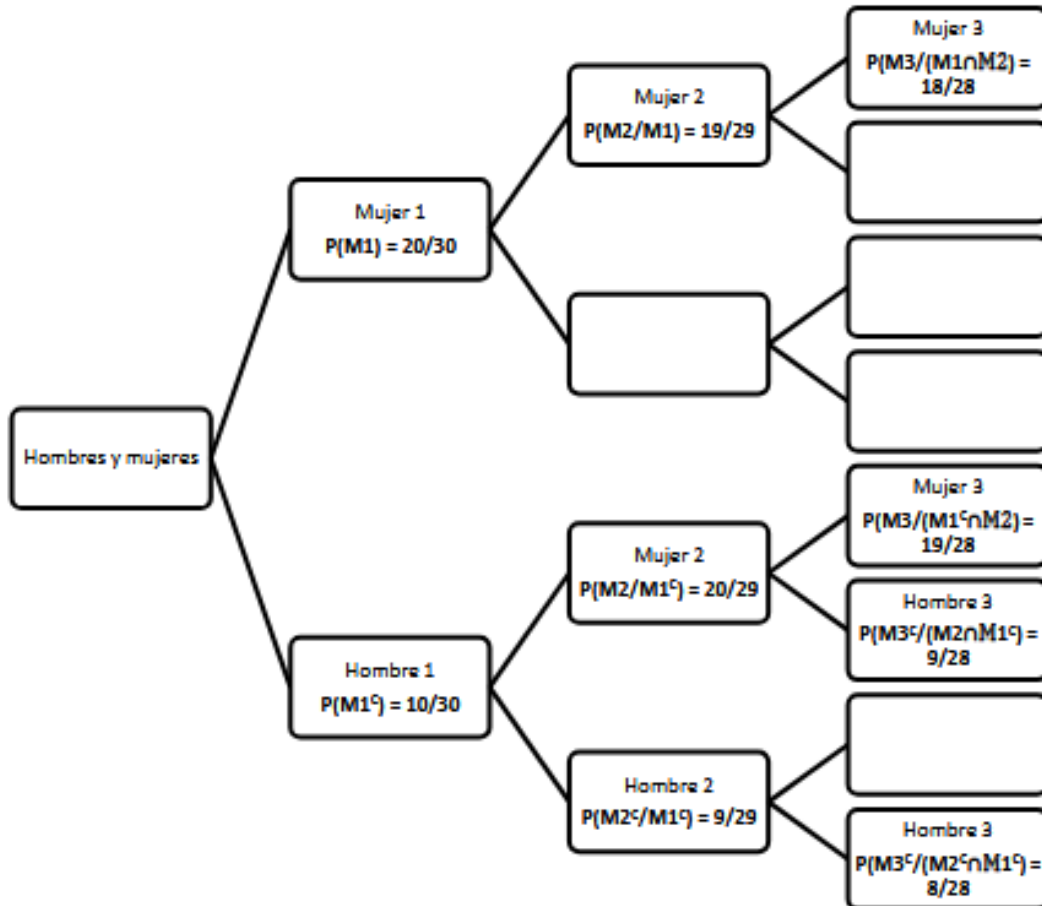 Mujer 3
P(M3/(M1∩M2) =
18/28
Mujer 2
P(M2/M1) = 19/29
Mujer 1
P(M1) = 20/30
Hombres y mujeres
Mujer 3
P(M3/(M1ᶜ∩M2) =
19/28
Mujer 2
P(M2/M1ᶜ) = 20/29
Hombre 3
P(M3ᶜ/(M2∩M1ᶜ) =
9/28
Hombre 1
P(M1ᶜ) = 10/30
Hombre 2
P(M2ᶜ/M1ᶜ) = 9/29
Hombre 3
P(M3ᶜ/(M2ᶜ∩M1ᶜ) =
8/28